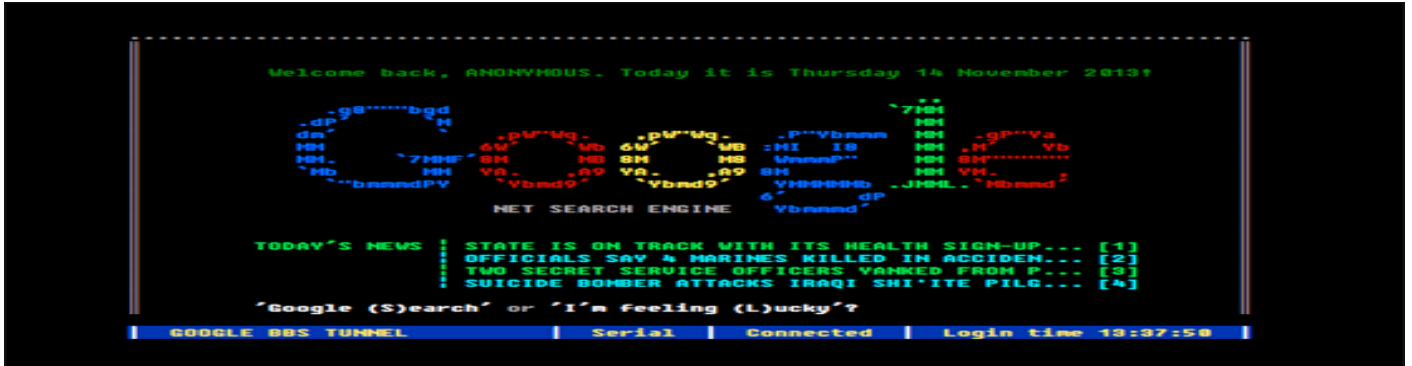 Welcome back, ANONYMOUS. Today it is Thursday 14 November 2013!
Google
NET SEARCH ENGINE
TODAY'S NEWS | STATE IS ON TRACK WITH ITS HEALTH SIGN-UP... [1]
| OFFICIALS SAY 4 MARINES KILLED IN ACCIDEN... [2]
| TWO SECRET SERVICE OFFICERS YANKED FROM P... [3]
| SUICIDE BOMBER ATTACKS IRAQI SHI'ITE PILG... [4]
'Google (S)earch' or 'I'm feeling (L)ucky'?
GOOGLE BBS TUNNEL | Serial | Connected | Login time 13:37:50